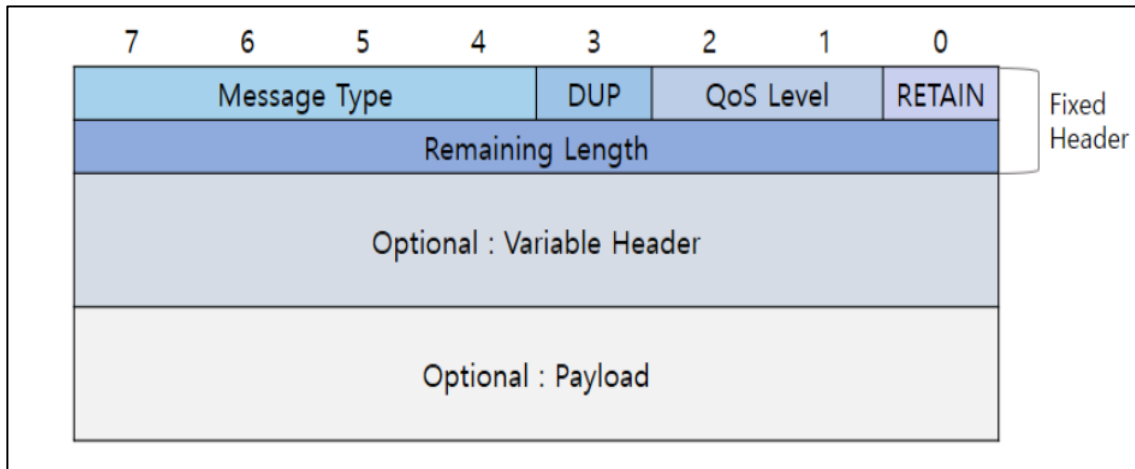 7 6 5 4 3 2 1 0
Message Type DUP QoS Level RETAIN
Fixed
Header
Remaining Length
Optional : Variable Header
Optional : Payload